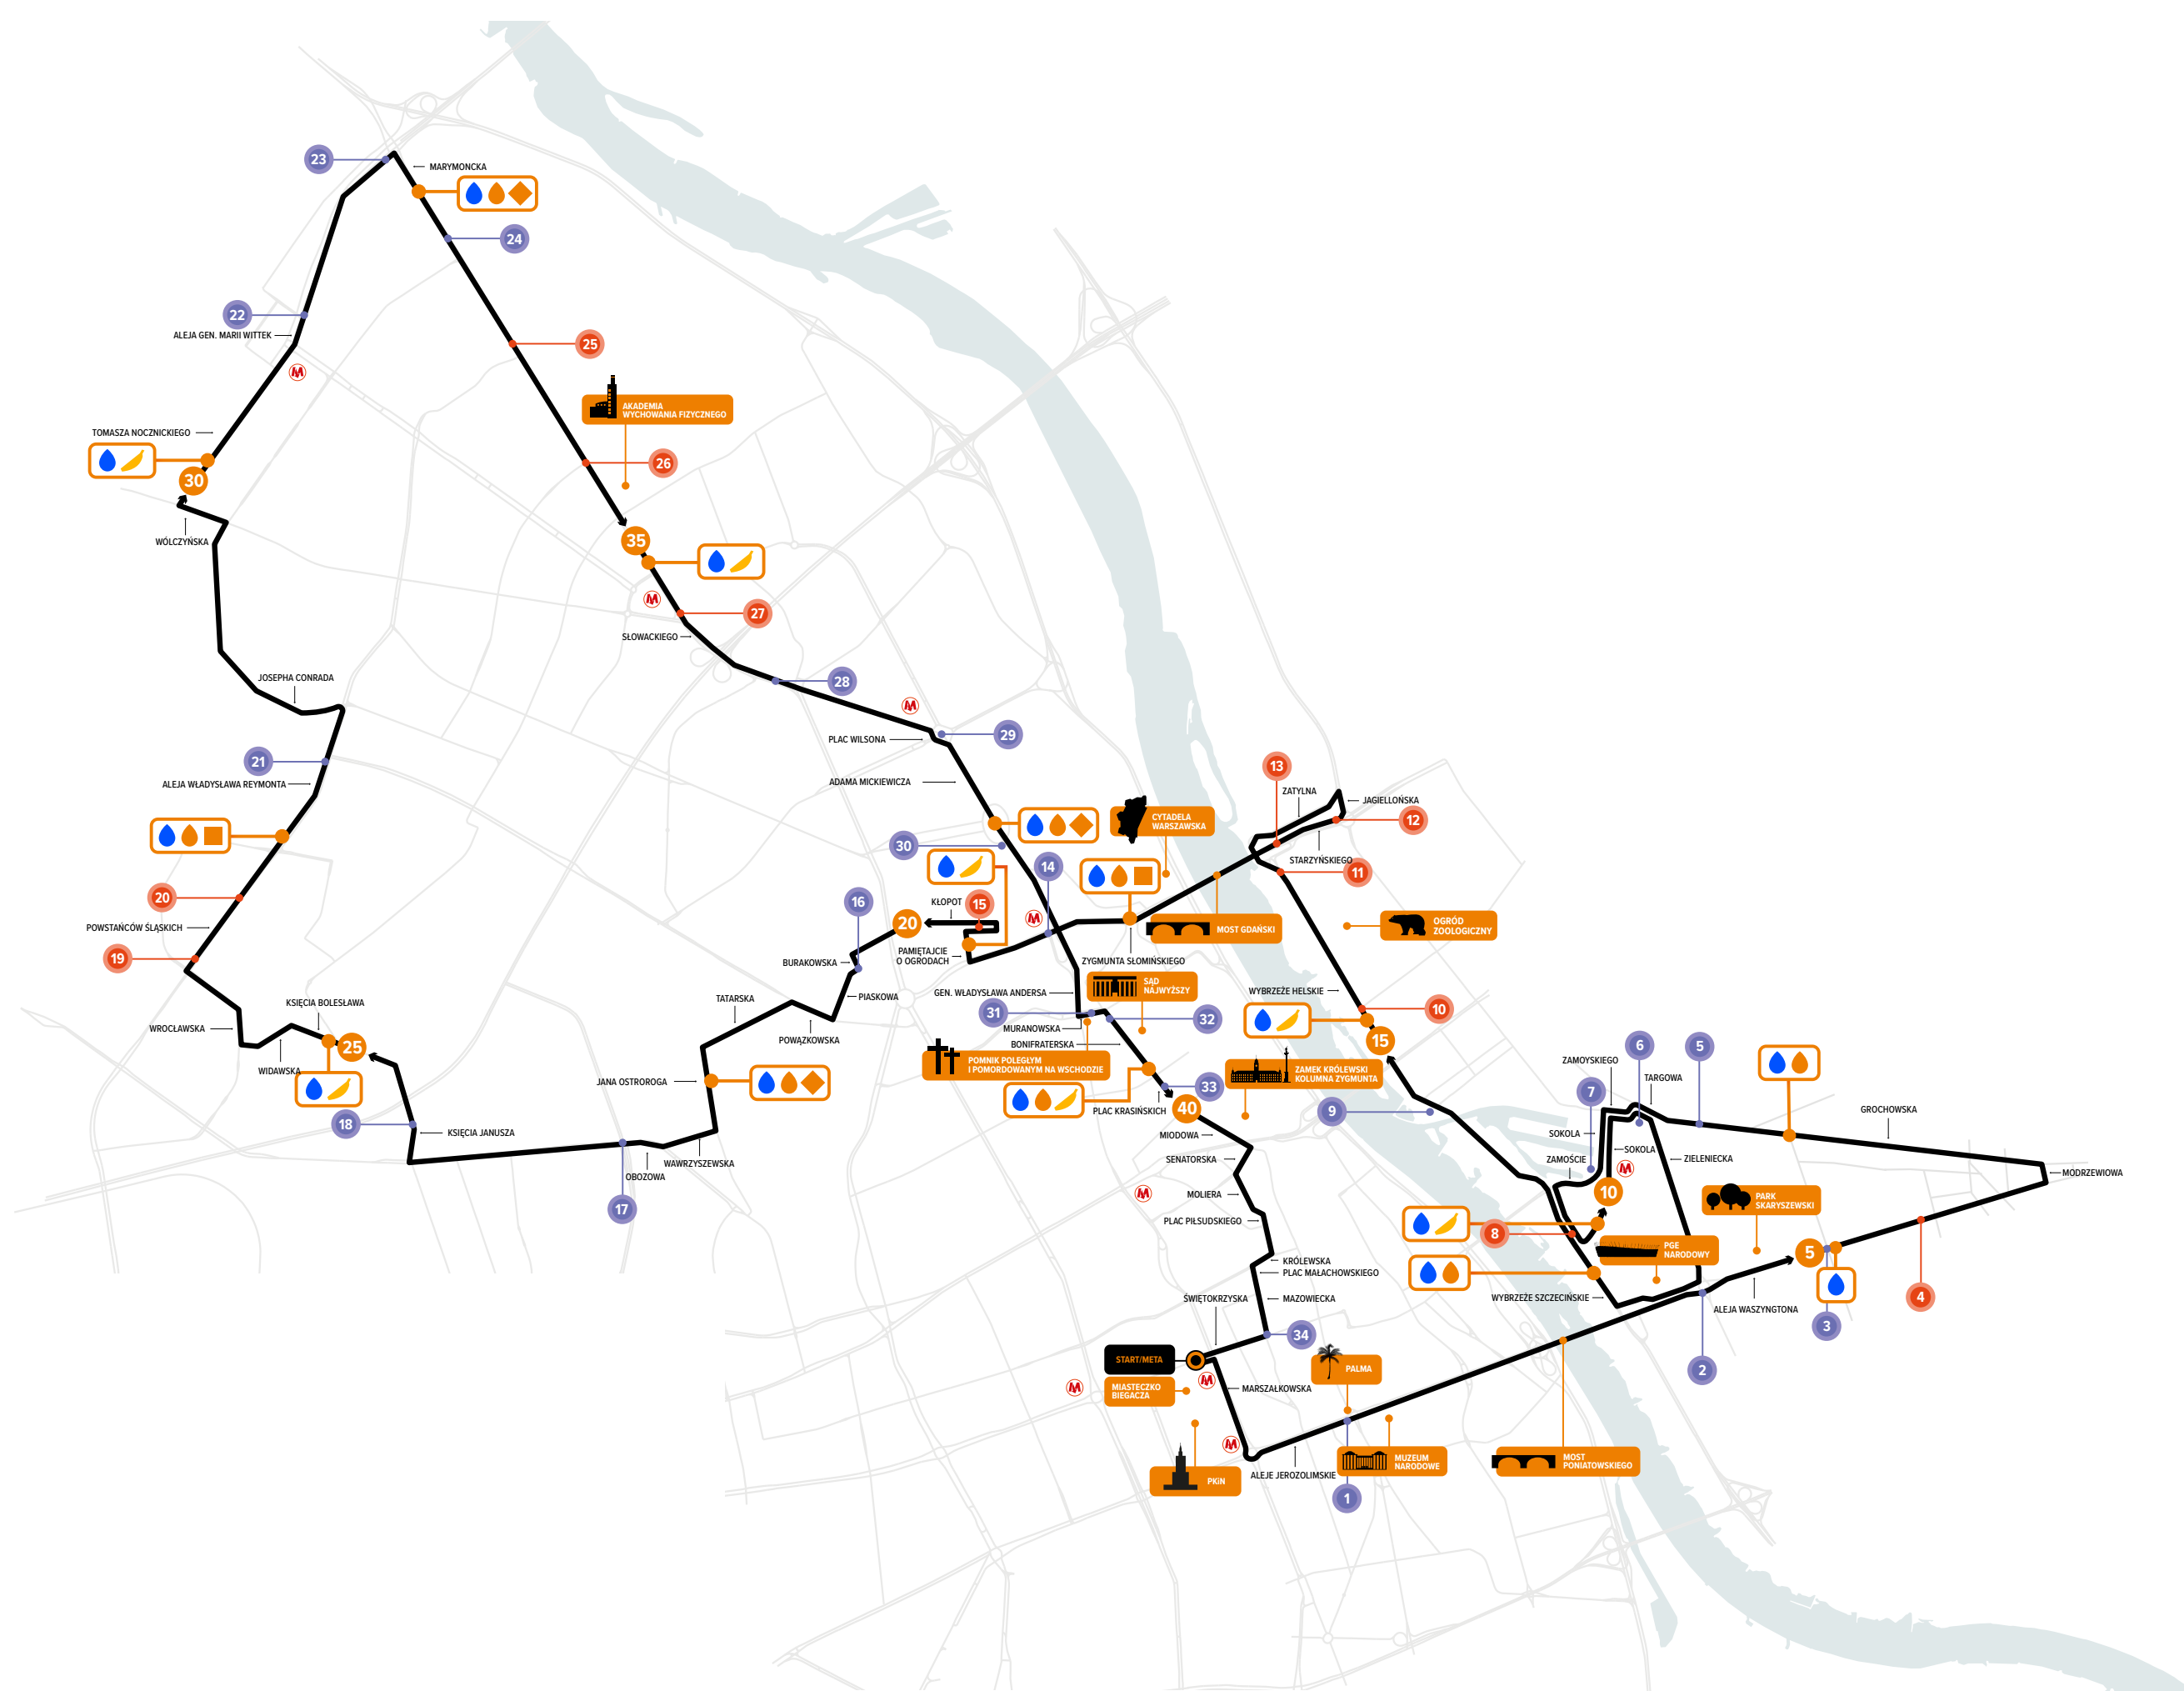 23
MARYMONCKA
24
22
ALEJA GEN. MARII WITTEK
25
AKADEMIA
WYCHOWANIA FIZYCZNEGO
TOMASZA NOCZNICKIEGO
26
30
WÓLCZYŃSKA
35
27
SŁOWACKIEGO
JOSEPHA CONRADA
28
29
PLAC WILSONA
21
ALEJA WŁADYSŁAWA REYMONTA
ADAMA MICKIEWICZA
13
ZATYLNA
JAGIELLOŃSKA
12
CYTADELA
WARSZAWSKA
30
14
STARZYŃSKIEGO
11
20
POWSTAŃCÓW ŚLĄSKICH
16
KŁOPOT
15
20
MOST GDAŃSKI
OGRÓD
ZOOLOGICZNY
19
BURAKOWSKA
PAMIĘTAJCIE
O OGRODACH
ZYGMUNTA SŁOMIŃSKIEGO
SĄD
NAJWYŻSZY
WYBRZEŻE HELSKIE
GEN. WŁADYSŁAWA ANDERSA
PIASKOWA
TATARSKA
KSIĘCIA BOLESŁAWA
10
31
32
WROCŁAWSKA
MURANOWSKA
POWĄZKOWSKA
BONIFRATERSKA
25
15
6
5
POMNIK POLEGŁYM
I POMORDOWANYM NA WSCHODZIE
ZAMEK KRÓLEWSKI
KOLUMNA ZYGMUNTA
ZAMOYSKIEGO
WIDAWSKA
TARGOWA
JANA OSTROROGA
33
7
PLAC KRASIŃSKICH
40
9
GROCHOWSKA
18
KSIĘCIA JANUSZA
MIODOWA
SOKOLA
SOKOLA
SENATORSKA
ZAMOŚCIE
ZIELENIECKA
WAWRZYSZEWSKA
OBOZOWA
MODRZEWIOWA
17
MOLIERA
10
PARK
SKARYSZEWSKI
PLAC PIŁSUDSKIEGO
8
PGE
NARODOWY
5
KRÓLEWSKA
PLAC MAŁACHOWSKIEGO
ŚWIĘTOKRZYSKA
MAZOWIECKA
WYBRZEŻE SZCZECIŃSKIE
ALEJA WASZYNGTONA
4
3
34
START/META
PALMA
2
MIASTECZKO
BIEGACZA
MARSZAŁKOWSKA
MUZEUM
NARODOWE
MOST
PONIATOWSKIEGO
PKiN
ALEJE JEROZOLIMSKIE
1